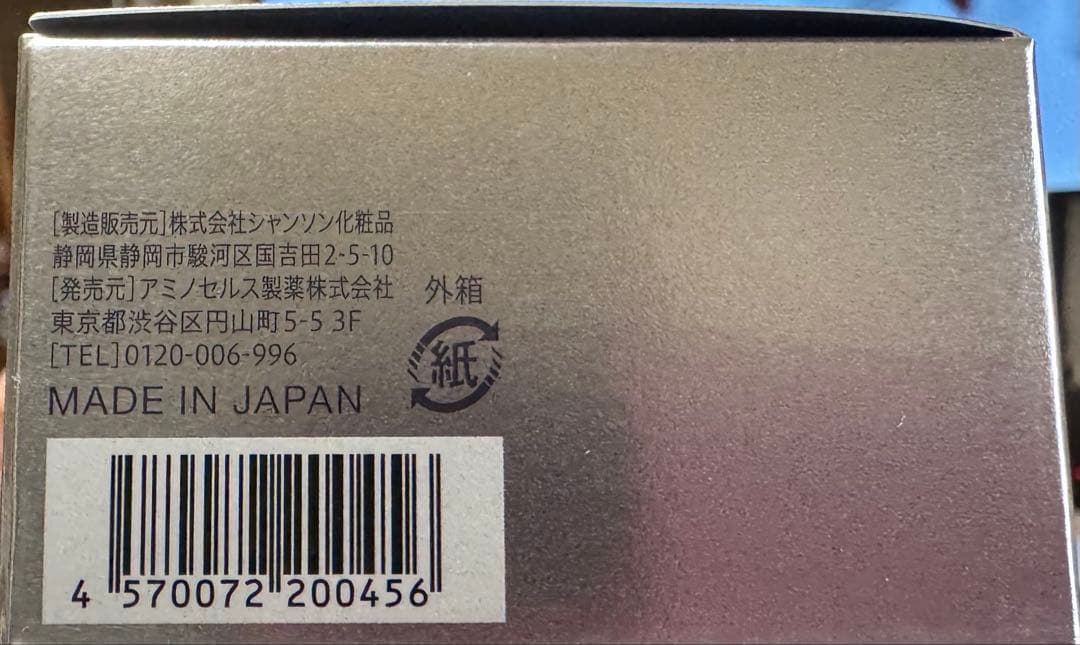 [製造販売元]株式会社シャンソン化粧品
静岡県静岡市駿河区国吉田2-5-10
[発売元]アミノセルス製薬株式会社
東京都渋谷区円山町5-5 3F
[TEL]0120-006-996
MADE IN JAPAN
外箱
紙
4 570072 200456